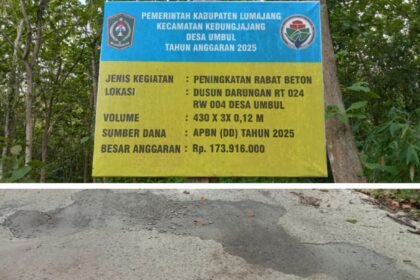 PEMERINTAH KABUPATEN LUMAJANG
KECAMATAN KEDUNGJAJANG
DESA UMBUL
TAHUN ANGGARAN 2025
JENIS KEGIATAN : PENINGKATAN RABAT BETON
LOKASI : DUSUN DARUNGAN RT 024
RW 004 DESA UMBUL
VOLUME : 430 X 3X 0,12 M
SUMBER DANA : APBN (DD) TAHUN 2025
BESAR ANGGARAN : Rp. 173.916.000